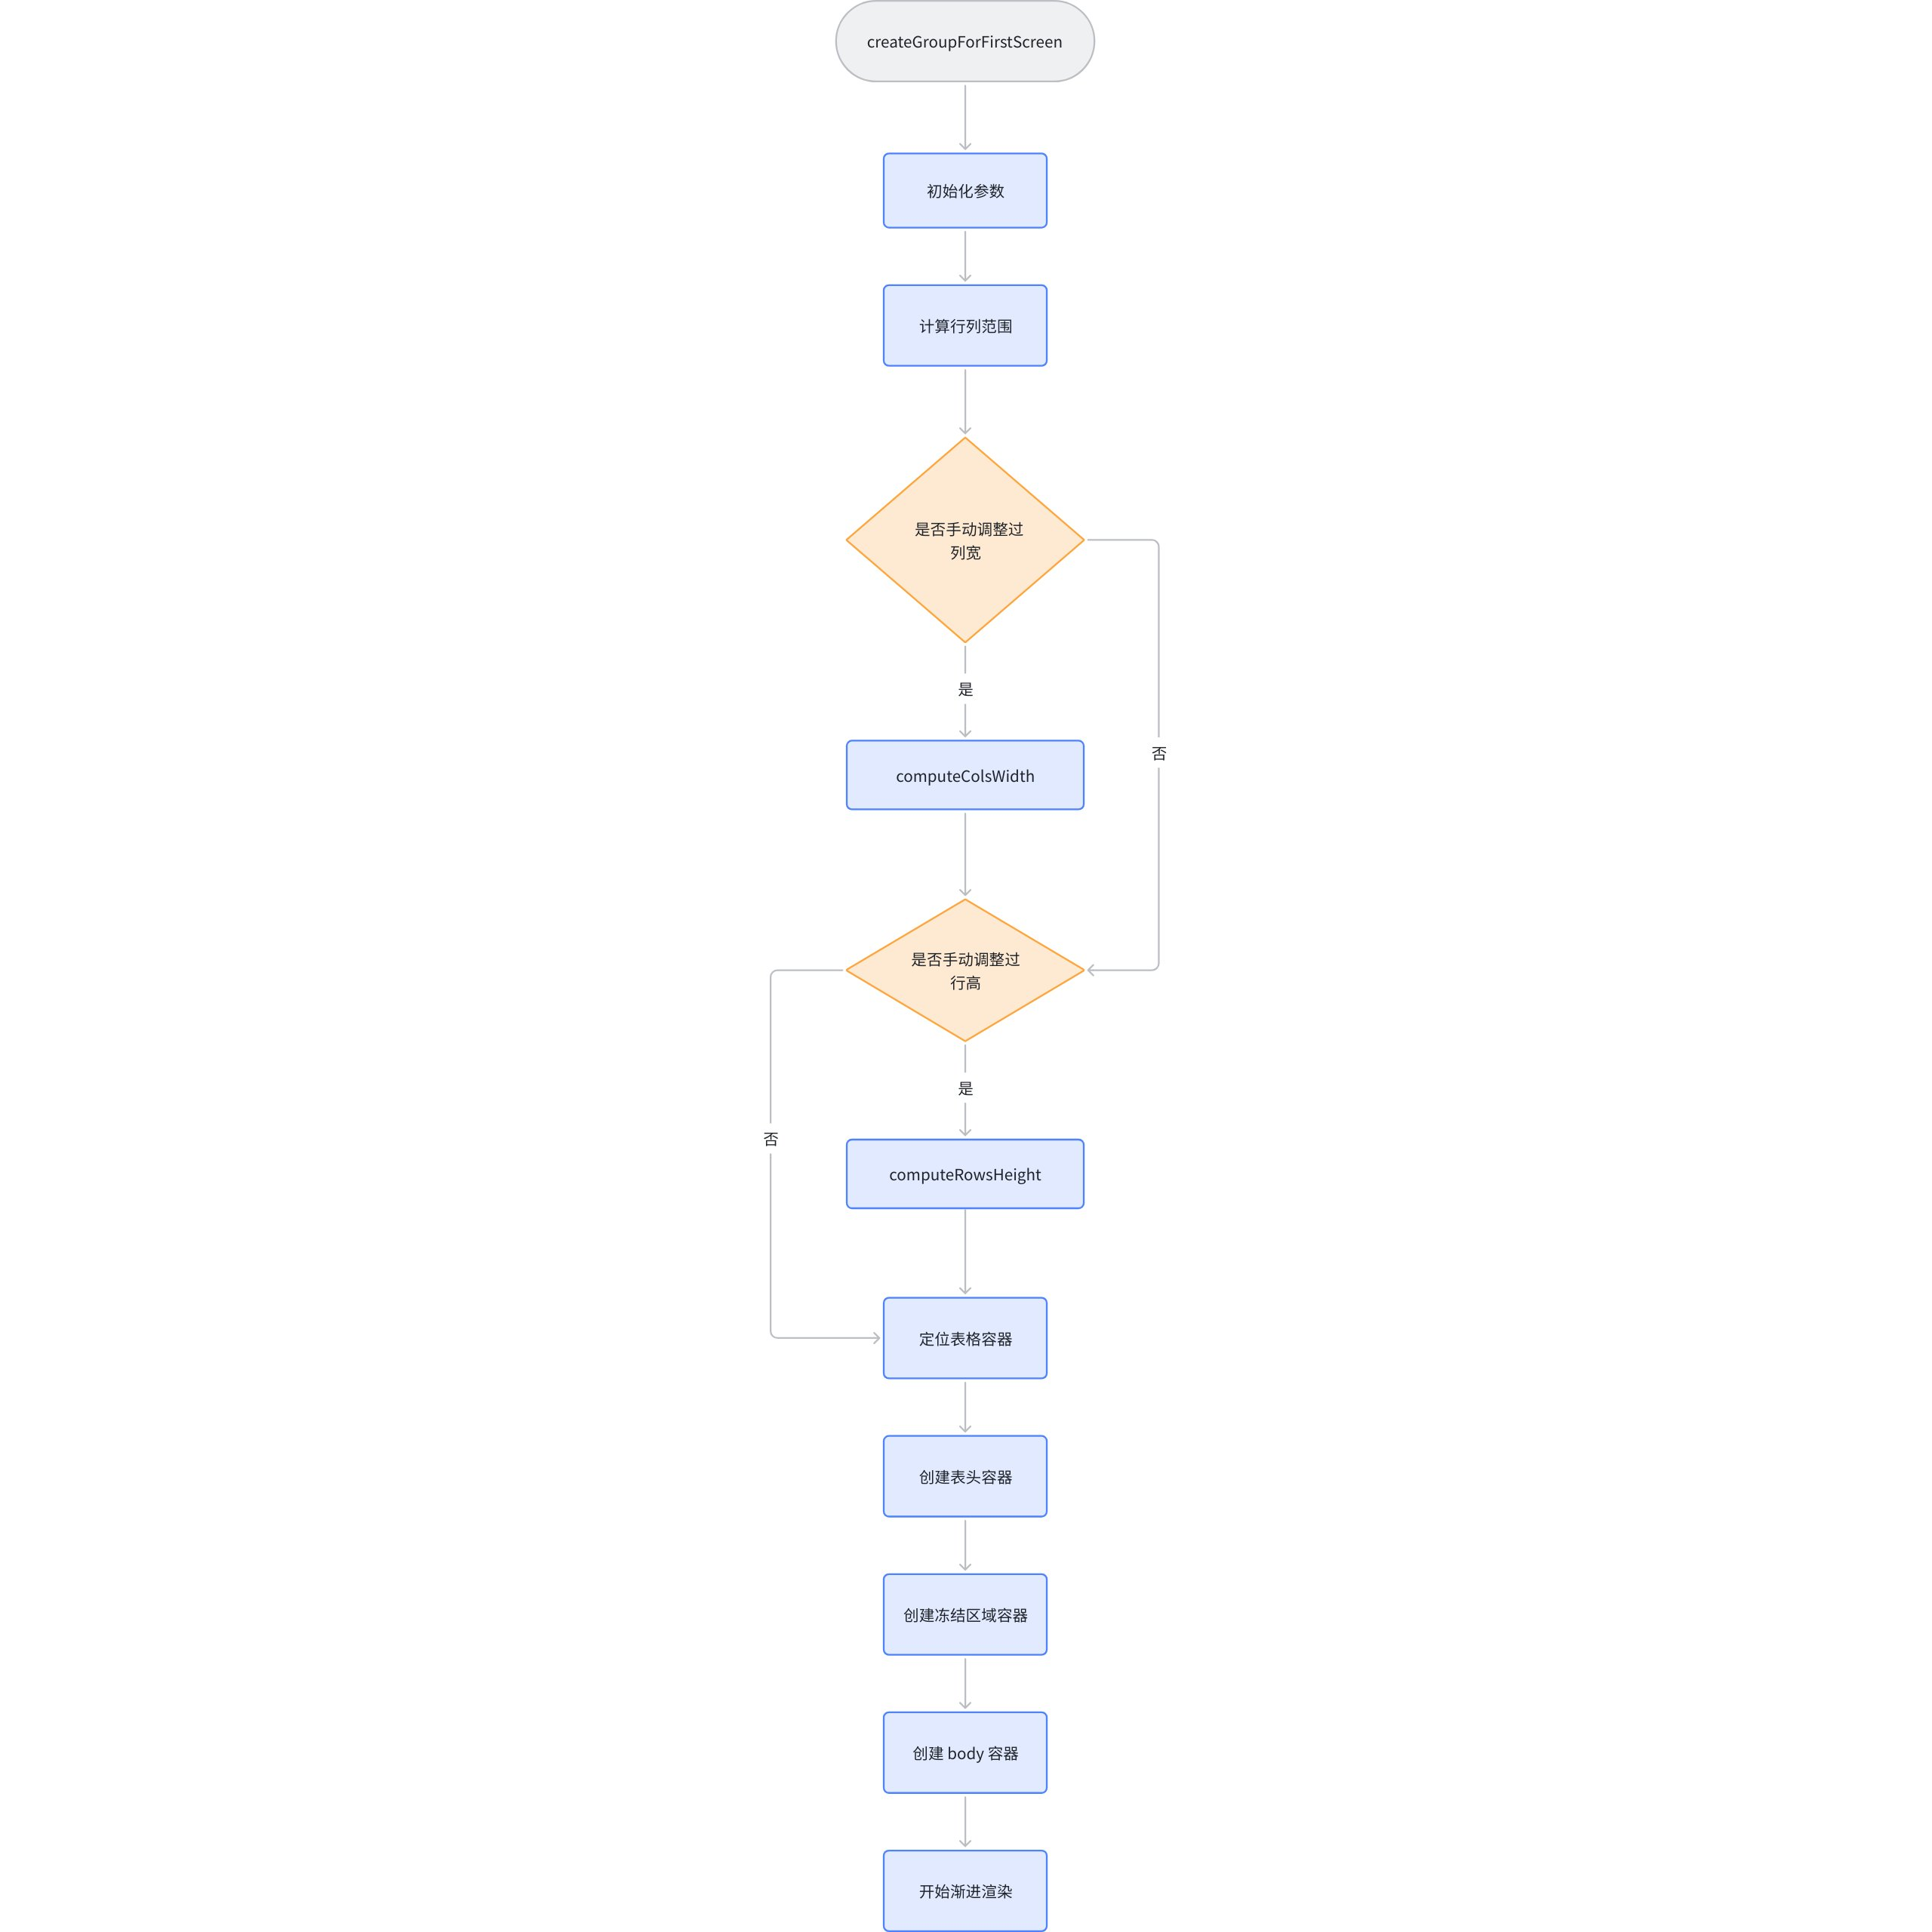 createGroupForFirstScreen
初始化参数
计算行列范围
是否手动调整过
列宽
是
否
computeColsWidth
是否手动调整过
行高
是
否
computeRowsHeight
定位表格容器
创建表头容器
创建冻结区域容器
创建 body 容器
开始渐进渲染